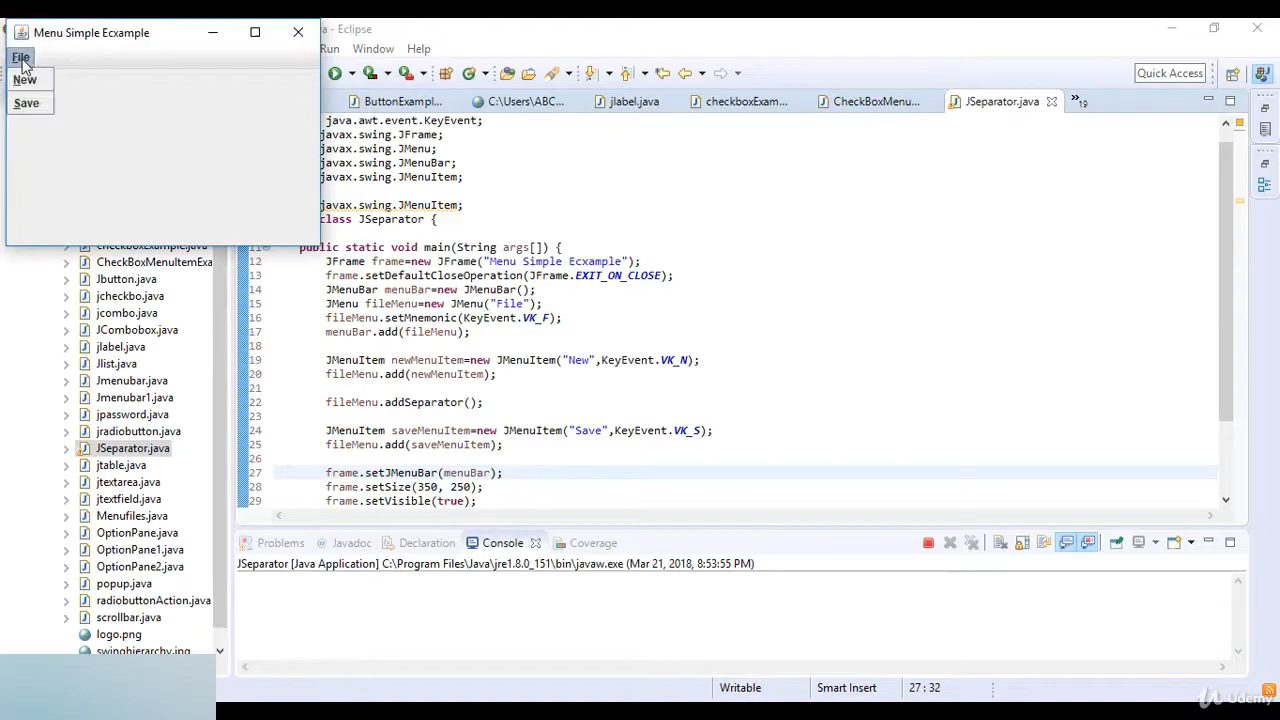 Menu Simple Ecxample
File
New
Save
ava - Eclipse
Run Window Help
Quick Access
ButtonExampl...
C:\Users\ABC...
jlabel.java
checkboxExam...
CheckBoxMenu...
JSeparator.java
19
java.awt.event.KeyEvent;
javax.swing.JFrame;
javax.swing.JMenu;
javax.swing.JMenuBar;
javax.swing.JMenuItem;
javax.swing.JMenuItem;
class JSeparator {
11 public static void main(String args[]) {
12 JFrame frame=new JFrame("Menu Simple Ecxample");
13 frame.setDefaultCloseOperation(JFrame.EXIT_ON_CLOSE);
14 JMenuBar menuBar=new JMenuBar();
15 JMenu fileMenu=new JMenu("File");
16 fileMenu.setMnemonic(KeyEvent.VK_F);
17 menuBar.add(fileMenu);
18
19 JMenuItem newMenuItem=new JMenuItem("New",KeyEvent.VK_N);
20 fileMenu.add(newMenuItem);
21
22 fileMenu.addSeparator();
23
24 JMenuItem saveMenuItem=new JMenuItem("Save",KeyEvent.VK_S);
25 fileMenu.add(saveMenuItem);
26
27 frame.setJMenuBar(menuBar);
28 frame.setSize(350, 250);
29 frame.setVisible(true);
checkboxExample.java
CheckBoxMenuItemExa
Jbutton.java
jcheckbo.java
jcombo.java
JCombobox.java
jlabel.java
Jlist.java
Jmenubar.java
Jmenubar1.java
jpassword.java
jradiobutton.java
JSeparator.java
jtable.java
jtextarea.java
jtextfield.java
Menufiles.java
OptionPane.java
OptionPane1.java
OptionPane2.java
popup.java
radiobuttonAction.java
scrollbar.java
logo.png
swinghierarchy.jpg
Problems
Javadoc
Declaration
Console
Coverage
JSeparator [Java Application] C:\Program Files\Java\jre1.8.0_151\bin\javaw.exe (Mar 21, 2018, 8:53:55 PM)
Writable
Smart Insert
27 : 32
Udemy